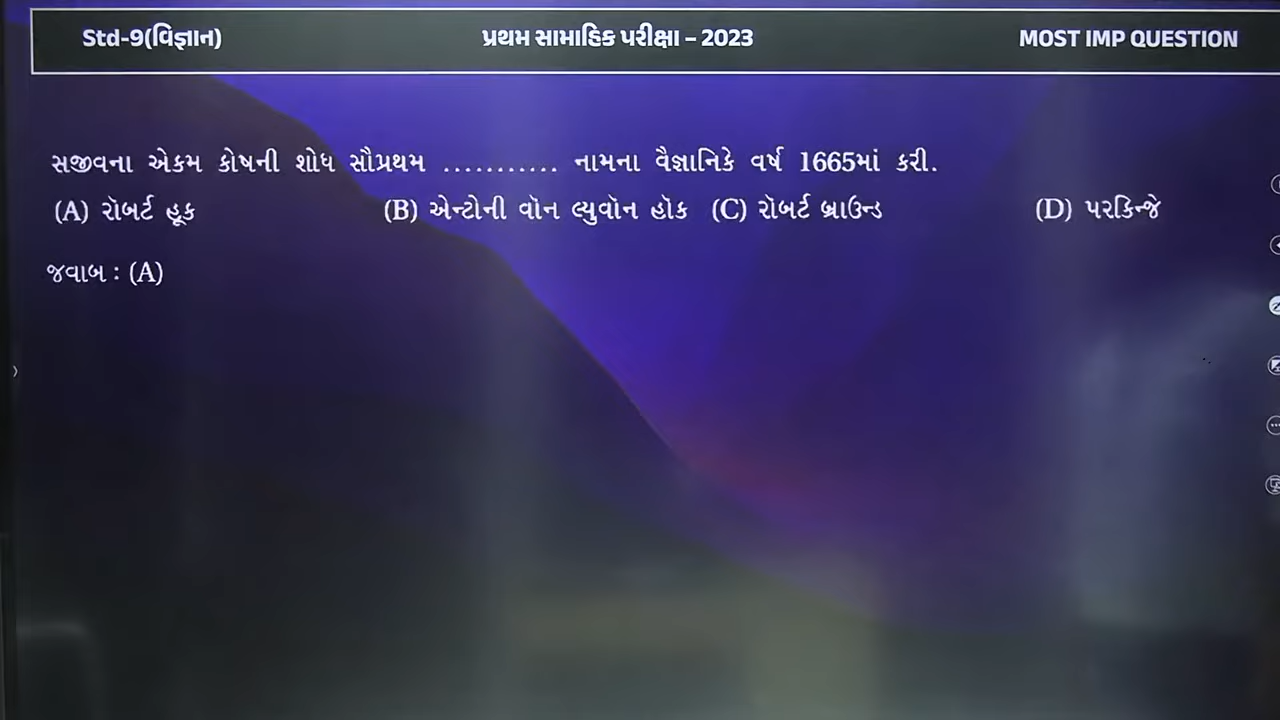 Std-9(વિજ્ઞાન) પ્રથમ સામાહિક પરીક્ષા – 2023 MOST IMP QUESTION
સજીવના એકમ કોષની શોધ સૌપ્રથમ ........... નામના વૈજ્ઞાનિકે વર્ષ 1665માં કરી.
(A) રૉબર્ટ હૂક (B) એન્ટોની વૉન લ્યુવૉન હૉક (C) રૉબર્ટ બ્રાઉન્ડ (D) પરકિન્જે
જવાબ : (A)